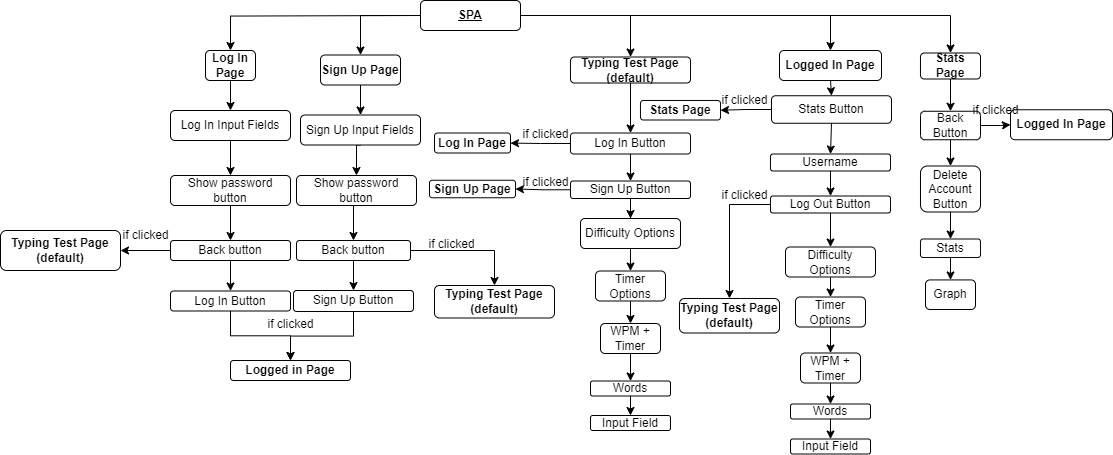 SPA
Log In
Page
Log In Input Fields
Show password
button
if clicked
Typing Test Page
(default)
Back button
Log In Button
Sign Up Page
Sign Up Input Fields
Show password
button
Back button
if clicked
Typing Test Page
(default)
Sign Up Button
if clicked
Logged in Page
Typing Test Page
(default)
if clicked
Log In Page
Log In Button
if clicked
Sign Up Page
Sign Up Button
Difficulty Options
Timer
Options
WPM +
Timer
Words
Input Field
Logged In Page
if clicked
Stats Page
Stats Button
Username
if clicked
Log Out Button
Typing Test Page
(default)
Difficulty
Options
Timer
Options
WPM +
Timer
Words
Input Field
Stats
Page
if clicked
Back
Button
Logged In Page
Delete
Account
Button
Stats
Graph